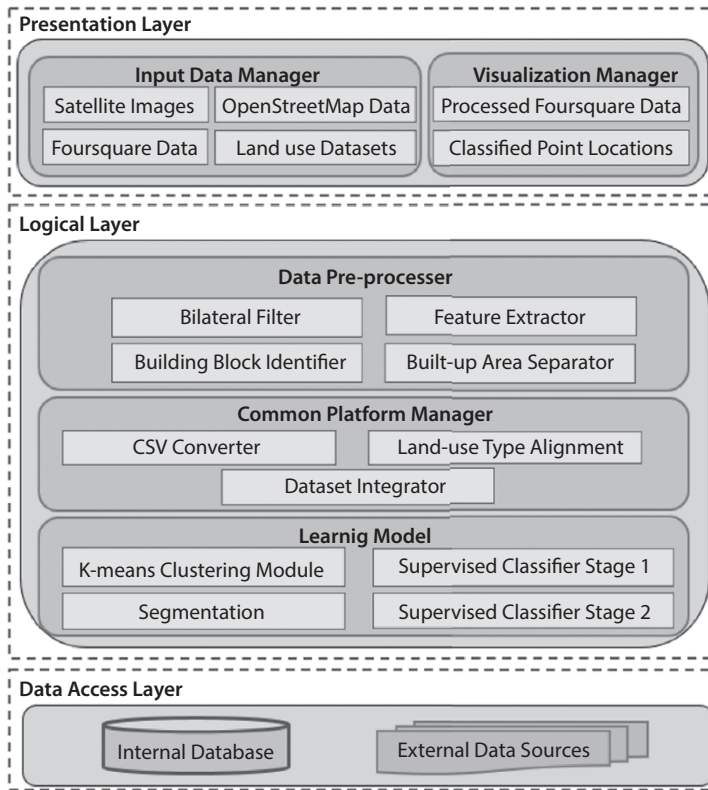 Presentation Layer
Input Data Manager
Satellite Images
OpenStreetMap Data
Foursquare Data
Land use Datasets
Visualization Manager
Processed Foursquare Data
Classified Point Locations
Logical Layer
Data Pre-processer
Bilateral Filter
Feature Extractor
Building Block Identifier
Built-up Area Separator
Common Platform Manager
CSV Converter
Land-use Type Alignment
Dataset Integrator
Learnig Model
K-means Clustering Module
Supervised Classifier Stage 1
Segmentation
Supervised Classifier Stage 2
Data Access Layer
Internal Database
External Data Sources